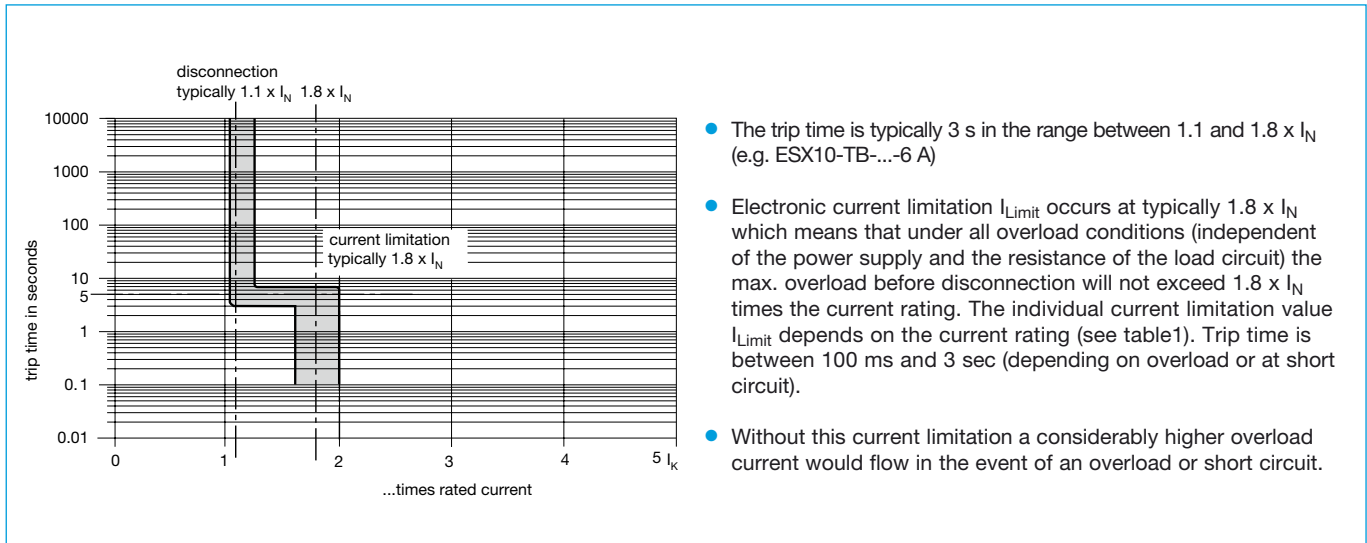 disconnection
typically 1.1 x IN 1.8 x IN
10000
1000
100
10
5
1
0.1
0.01
trip time in seconds
current limitation
typically 1.8 x IN
0 1 2 3 4 5 IK
...times rated current
● The trip time is typically 3 s in the range between 1.1 and 1.8 x IN
(e.g. ESX10-TB-...-6 A)
● Electronic current limitation ILimit occurs at typically 1.8 x IN
which means that under all overload conditions (independent
of the power supply and the resistance of the load circuit) the
max. overload before disconnection will not exceed 1.8 x IN
times the current rating. The individual current limitation value
ILimit depends on the current rating (see table1). Trip time is
between 100 ms and 3 sec (depending on overload or at short
circuit).
● Without this current limitation a considerably higher overload
current would flow in the event of an overload or short circuit.